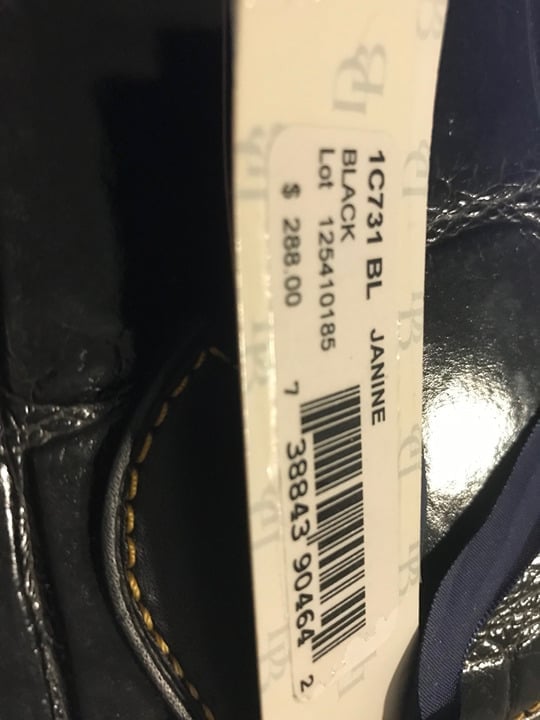 1C731 BL JANINE
BLACK
Lot 125410185
$ 288.00
7 38843 90464 2